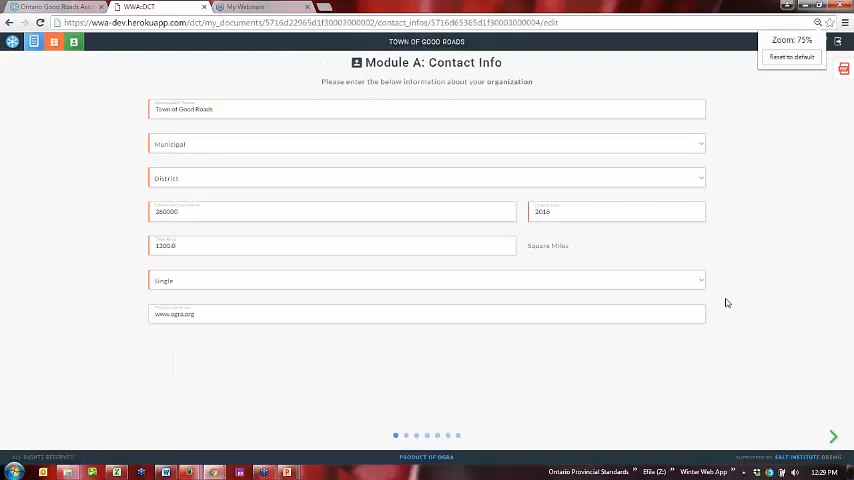 Ontario Good Roads Ass
WWA::DCT
My Webinars
https://wwa-dev.herokuapp.com/dct/my_documents/5716d22965d1f30003000002/contact_infos/5716d65365d1f30003000004/edit
TOWN OF GOOD ROADS
Zoom: 75%
Reset to default
Module A: Contact Info
Please enter the below information about your organization
Town of Good Roads
Municipal
District
260000
2016
1300.0
Square Miles
Single
www.ogra.org
ALL RIGHTS RESERVED
PRODUCT OF OGRA
SUPPORTED BY SALT INSTITUTE DRSMG
Ontario Provincial Standards
Efile (Z:)
Winter Web App
12:29 PM